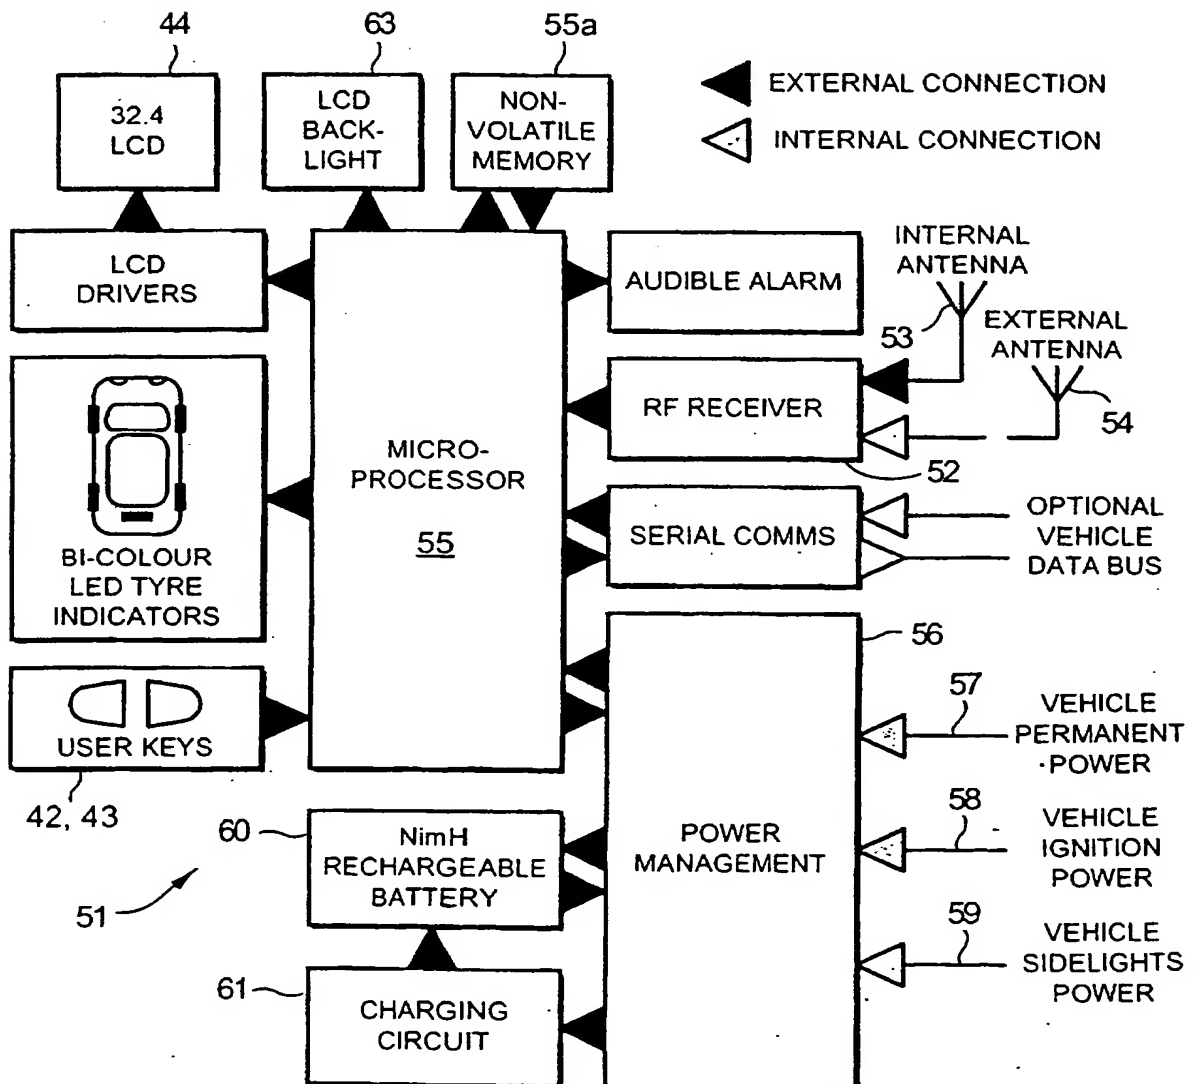 44
63
55a
32.4
LCD
LCD
BACK-
LIGHT
NON-
VOLATILE
MEMORY
EXTERNAL CONNECTION
INTERNAL CONNECTION
LCD
DRIVERS
AUDIBLE ALARM
INTERNAL
ANTENNA
53
EXTERNAL
ANTENNA
54
RF RECEIVER
52
MICRO-
PROCESSOR
55
BI-COLOUR
LED TYRE
INDICATORS
SERIAL COMMS
OPTIONAL
VEHICLE
DATA BUS
56
USER KEYS
42, 43
57
VEHICLE
PERMANENT
POWER
60
NimH
RECHARGEABLE
BATTERY
POWER
MANAGEMENT
58
VEHICLE
IGNITION
POWER
51
59
VEHICLE
SIDELIGHTS
POWER
61
CHARGING
CIRCUIT